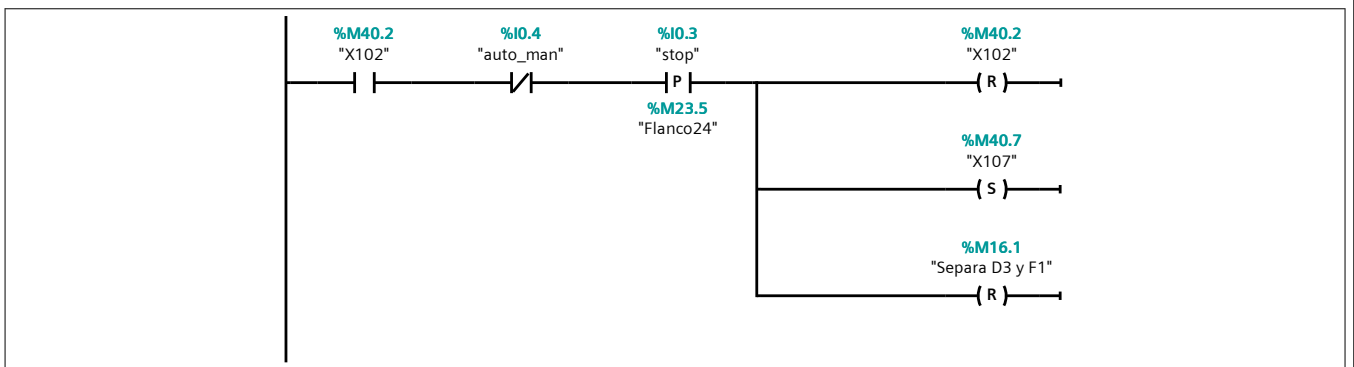 %M40.2
"X102"
%I0.4
"auto_man"
%I0.3
"stop"
P
%M23.5
"Flanco24"
%M40.2
"X102"
R
%M40.7
"X107"
S
%M16.1
"Separa D3 y F1"
R